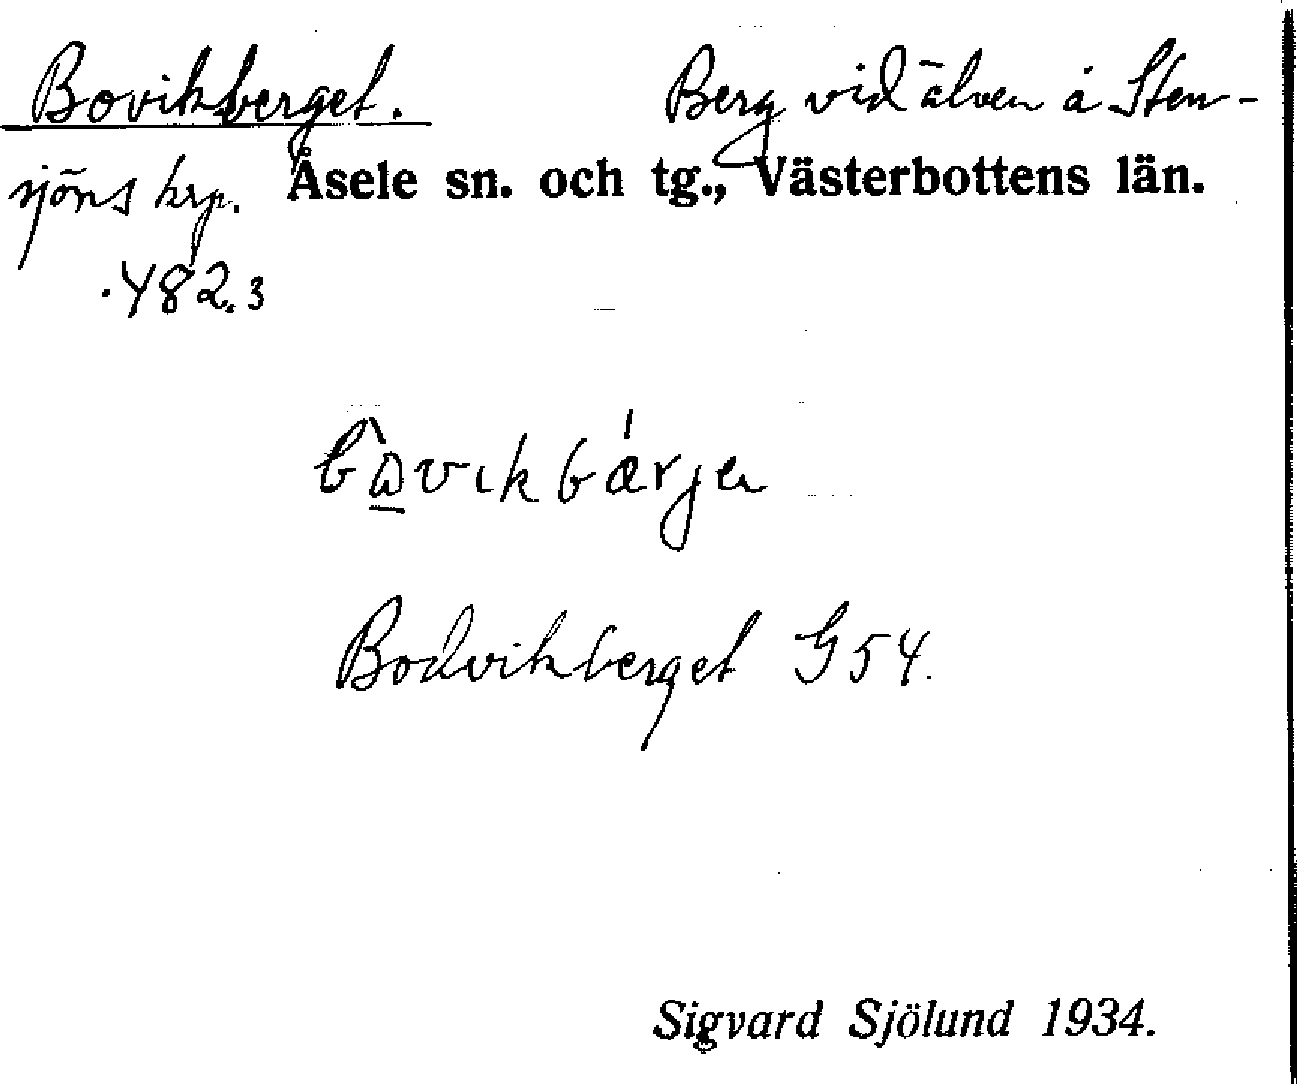 Bovikberget. Berg vid älven å Sten-
sjöns krp. Åsele sn. och tg., Västerbottens län.
.482.3
Bodvikberget G54.
Sigvard Sjölund 1934.